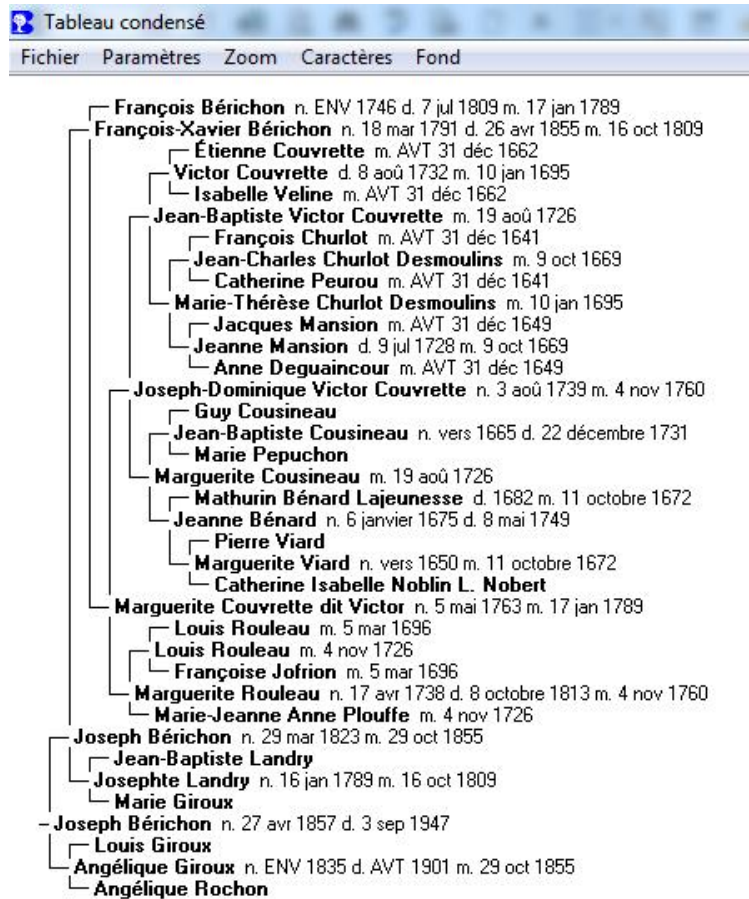 Tableau condensé
Fichier Paramètres Zoom Caractères Fond
François Bérichon n. ENV 1746 d. 7 jul 1809 m. 17 jan 1789
François-Xavier Bérichon n. 18 mar 1791 d. 26 avr 1855 m. 16 oct 1809
Étienne Couvrette m. AVT 31 déc 1662
Victor Couvrette d. 8 aoû 1732 m. 10 jan 1695
Isabelle Veline m. AVT 31 déc 1662
Jean-Baptiste Victor Couvrette m. 19 aoû 1726
François Churlot m. AVT 31 déc 1641
Jean-Charles Churlot Desmoulins m. 9 oct 1669
Catherine Peurou m. AVT 31 déc 1641
Marie-Thérèse Churlot Desmoulins m. 10 jan 1695
Jacques Mansion m. AVT 31 déc 1649
Jeanne Mansion d. 9 jul 1728 m. 9 oct 1669
Anne Deguaincour m. AVT 31 déc 1649
Joseph-Dominique Victor Couvrette n. 3 aoû 1739 m. 4 nov 1760
Guy Cousineau
Jean-Baptiste Cousineau n. vers 1665 d. 22 décembre 1731
Marie Pepuchon
Marguerite Cousineau m. 19 aoû 1726
Mathurin Bénard Lajeunesse d. 1682 m. 11 octobre 1672
Jeanne Bénard n. 6 janvier 1675 d. 8 mai 1749
Pierre Viard
Marguerite Viard n. vers 1650 m. 11 octobre 1672
Catherine Isabelle Noblin L. Nobert
Marguerite Couvrette dit Victor n. 5 mai 1763 m. 17 jan 1789
Louis Rouleau m. 5 mar 1696
Louis Rouleau m. 4 nov 1726
Françoise Jofrion m. 5 mar 1696
Marguerite Rouleau n. 17 avr 1738 d. 8 octobre 1813 m. 4 nov 1760
Marie-Jeanne Anne Plouffe m. 4 nov 1726
Joseph Bérichon n. 29 mar 1823 m. 29 oct 1855
Jean-Baptiste Landry
Josephte Landry n. 16 jan 1789 m. 16 oct 1809
Marie Giroux
Joseph Bérichon n. 27 avr 1857 d. 3 sep 1947
Louis Giroux
Angélique Giroux n. ENV 1835 d. AVT 1901 m. 29 oct 1855
Angélique Rochon